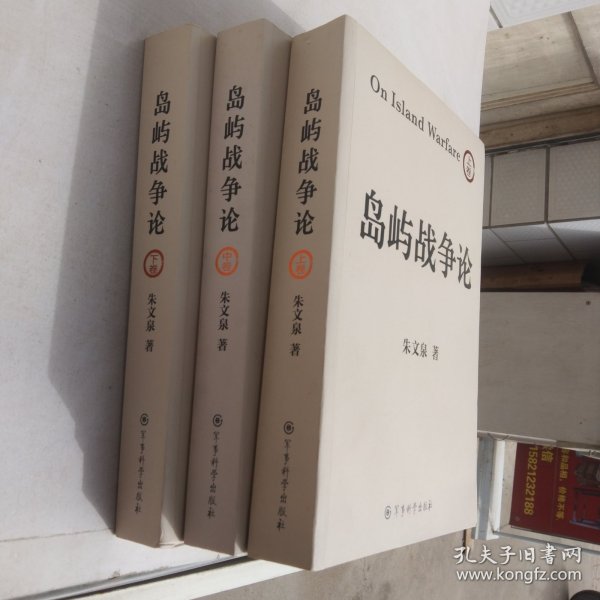 岛屿战争论
下卷
朱文泉 著
军事科学出版社
岛屿战争论
中卷
朱文泉 著
军事科学出版社
岛屿战争论
上卷
朱文泉 著
军事科学出版社
On Island Warfare
上卷
岛屿战争论
朱文泉 著
军事科学出版社
15821232188
孔夫子旧书网
www.kongfz.com